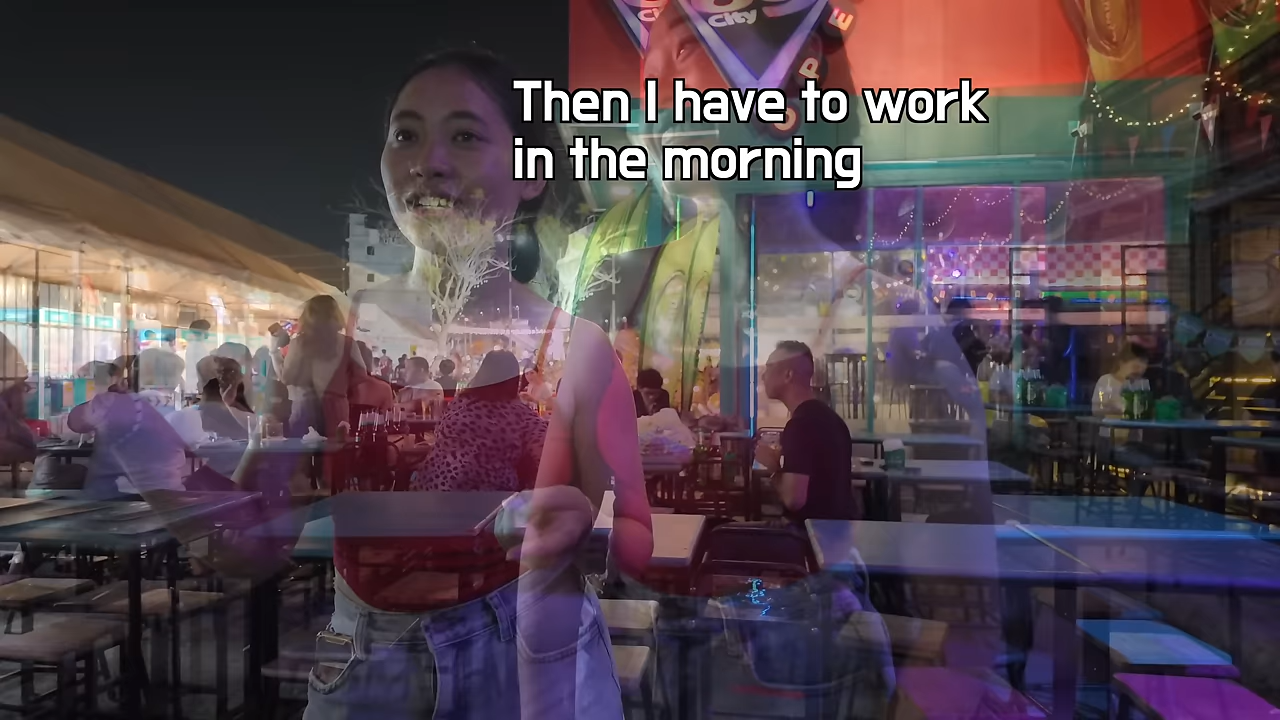 City
Then I have to work
in the morning